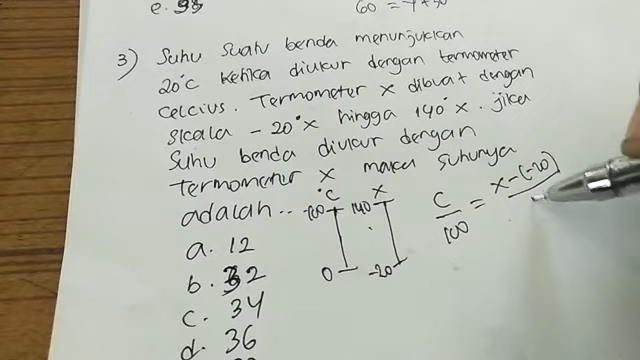 e. 98
60 = 7+50
3) Suhu suatu benda menunjukkan
20°C ketika diukur dengan termometer
celcius. Termometer X dibuat dengan
skala -20°X hingga 140°X. jika
Suhu benda diukur dengan
termometer X maka suhunya
adalah..
°C X
100 140
0 -20
C/100 = X-(-20)
a. 12
b. 32
c. 34
d. 36